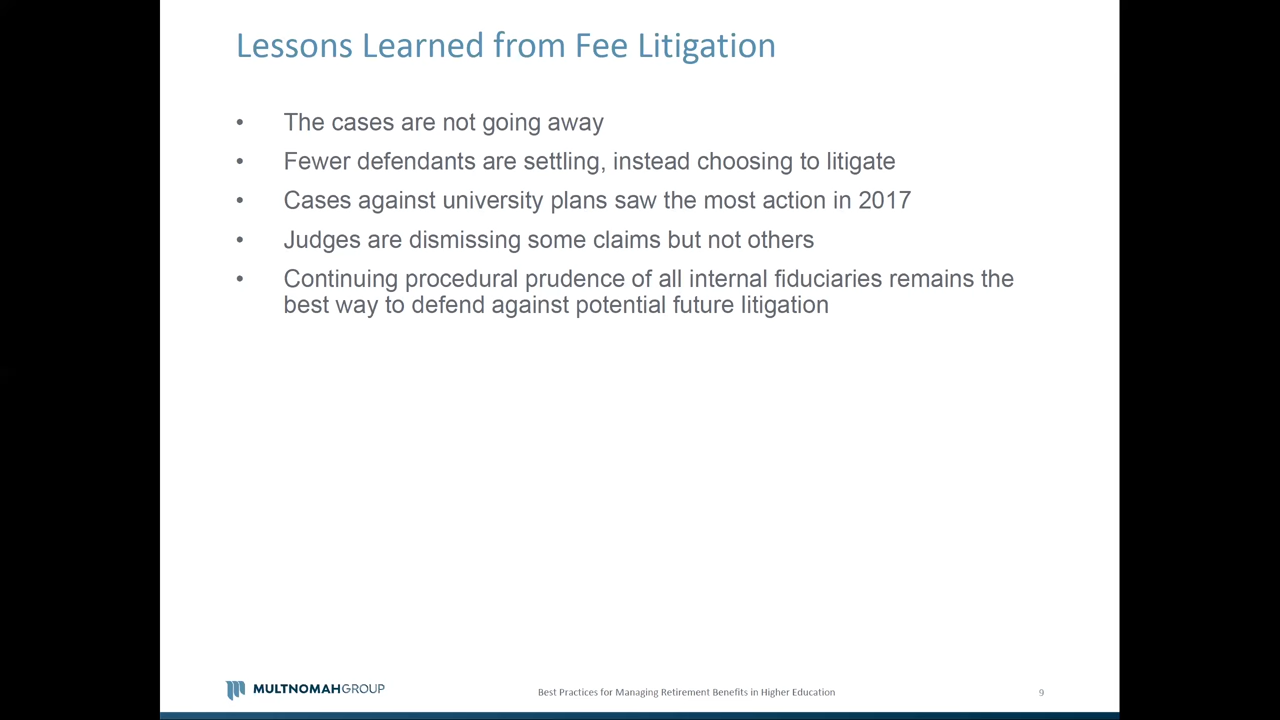 Lessons Learned from Fee Litigation
• The cases are not going away
• Fewer defendants are settling, instead choosing to litigate
• Cases against university plans saw the most action in 2017
• Judges are dismissing some claims but not others
• Continuing procedural prudence of all internal fiduciaries remains the
best way to defend against potential future litigation
MULTNOMAHGROUP
Best Practices for Managing Retirement Benefits in Higher Education
9